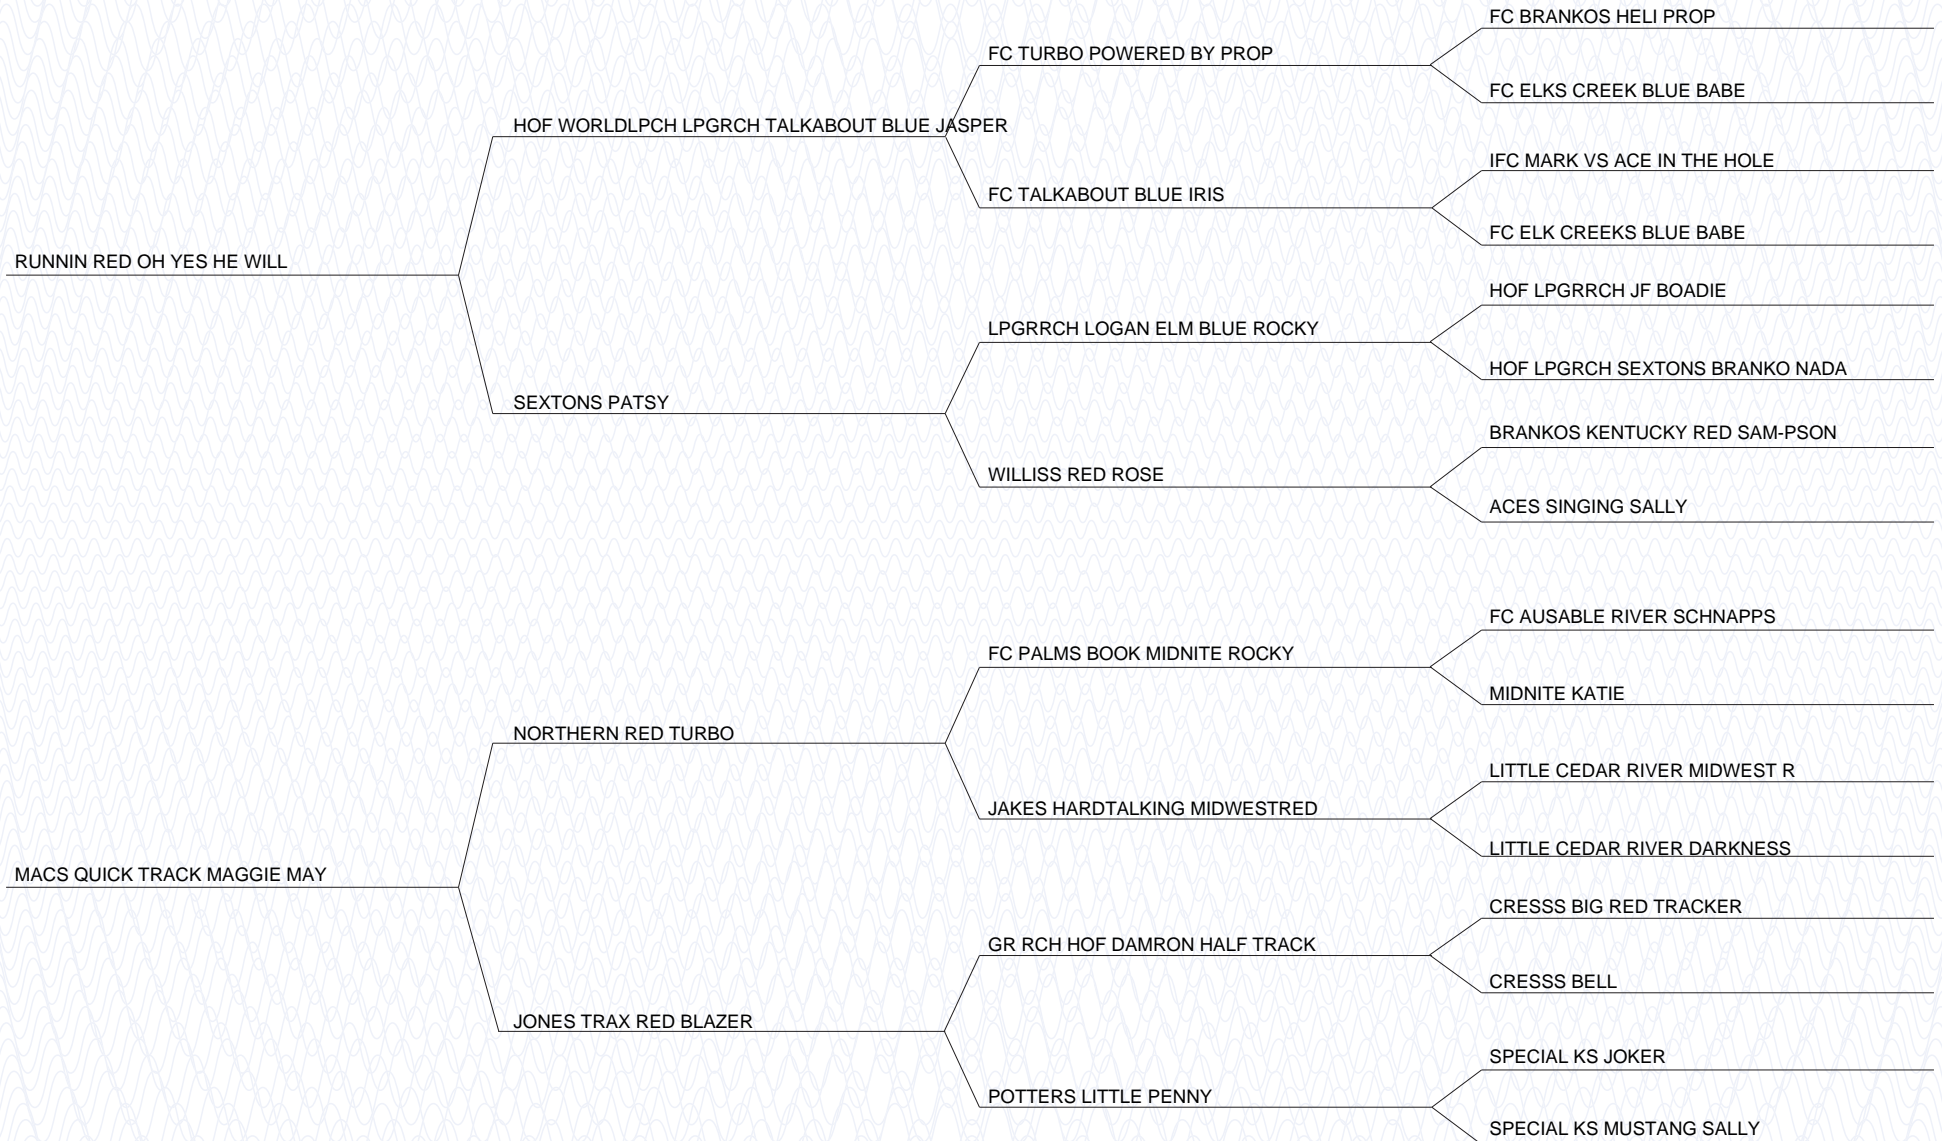 FC BRANKOS HELI PROP
FC TURBO POWERED BY PROP
FC ELKS CREEK BLUE BABE
HOF WORLDLPCH LPGRCH TALKABOUT BLUE JASPER
IFC MARK VS ACE IN THE HOLE
FC TALKABOUT BLUE IRIS
FC ELK CREEKS BLUE BABE
RUNNIN RED OH YES HE WILL
HOF LPGRRCH JF BOADIE
LPGRRCH LOGAN ELM BLUE ROCKY
HOF LPGRCH SEXTONS BRANKO NADA
SEXTONS PATSY
BRANKOS KENTUCKY RED SAM-PSON
WILLISS RED ROSE
ACES SINGING SALLY
FC AUSABLE RIVER SCHNAPPS
FC PALMS BOOK MIDNITE ROCKY
MIDNITE KATIE
NORTHERN RED TURBO
LITTLE CEDAR RIVER MIDWEST R
JAKES HARDTALKING MIDWESTRED
LITTLE CEDAR RIVER DARKNESS
MACS QUICK TRACK MAGGIE MAY
CRESSS BIG RED TRACKER
GR RCH HOF DAMRON HALF TRACK
CRESSS BELL
JONES TRAX RED BLAZER
SPECIAL KS JOKER
POTTERS LITTLE PENNY
SPECIAL KS MUSTANG SALLY